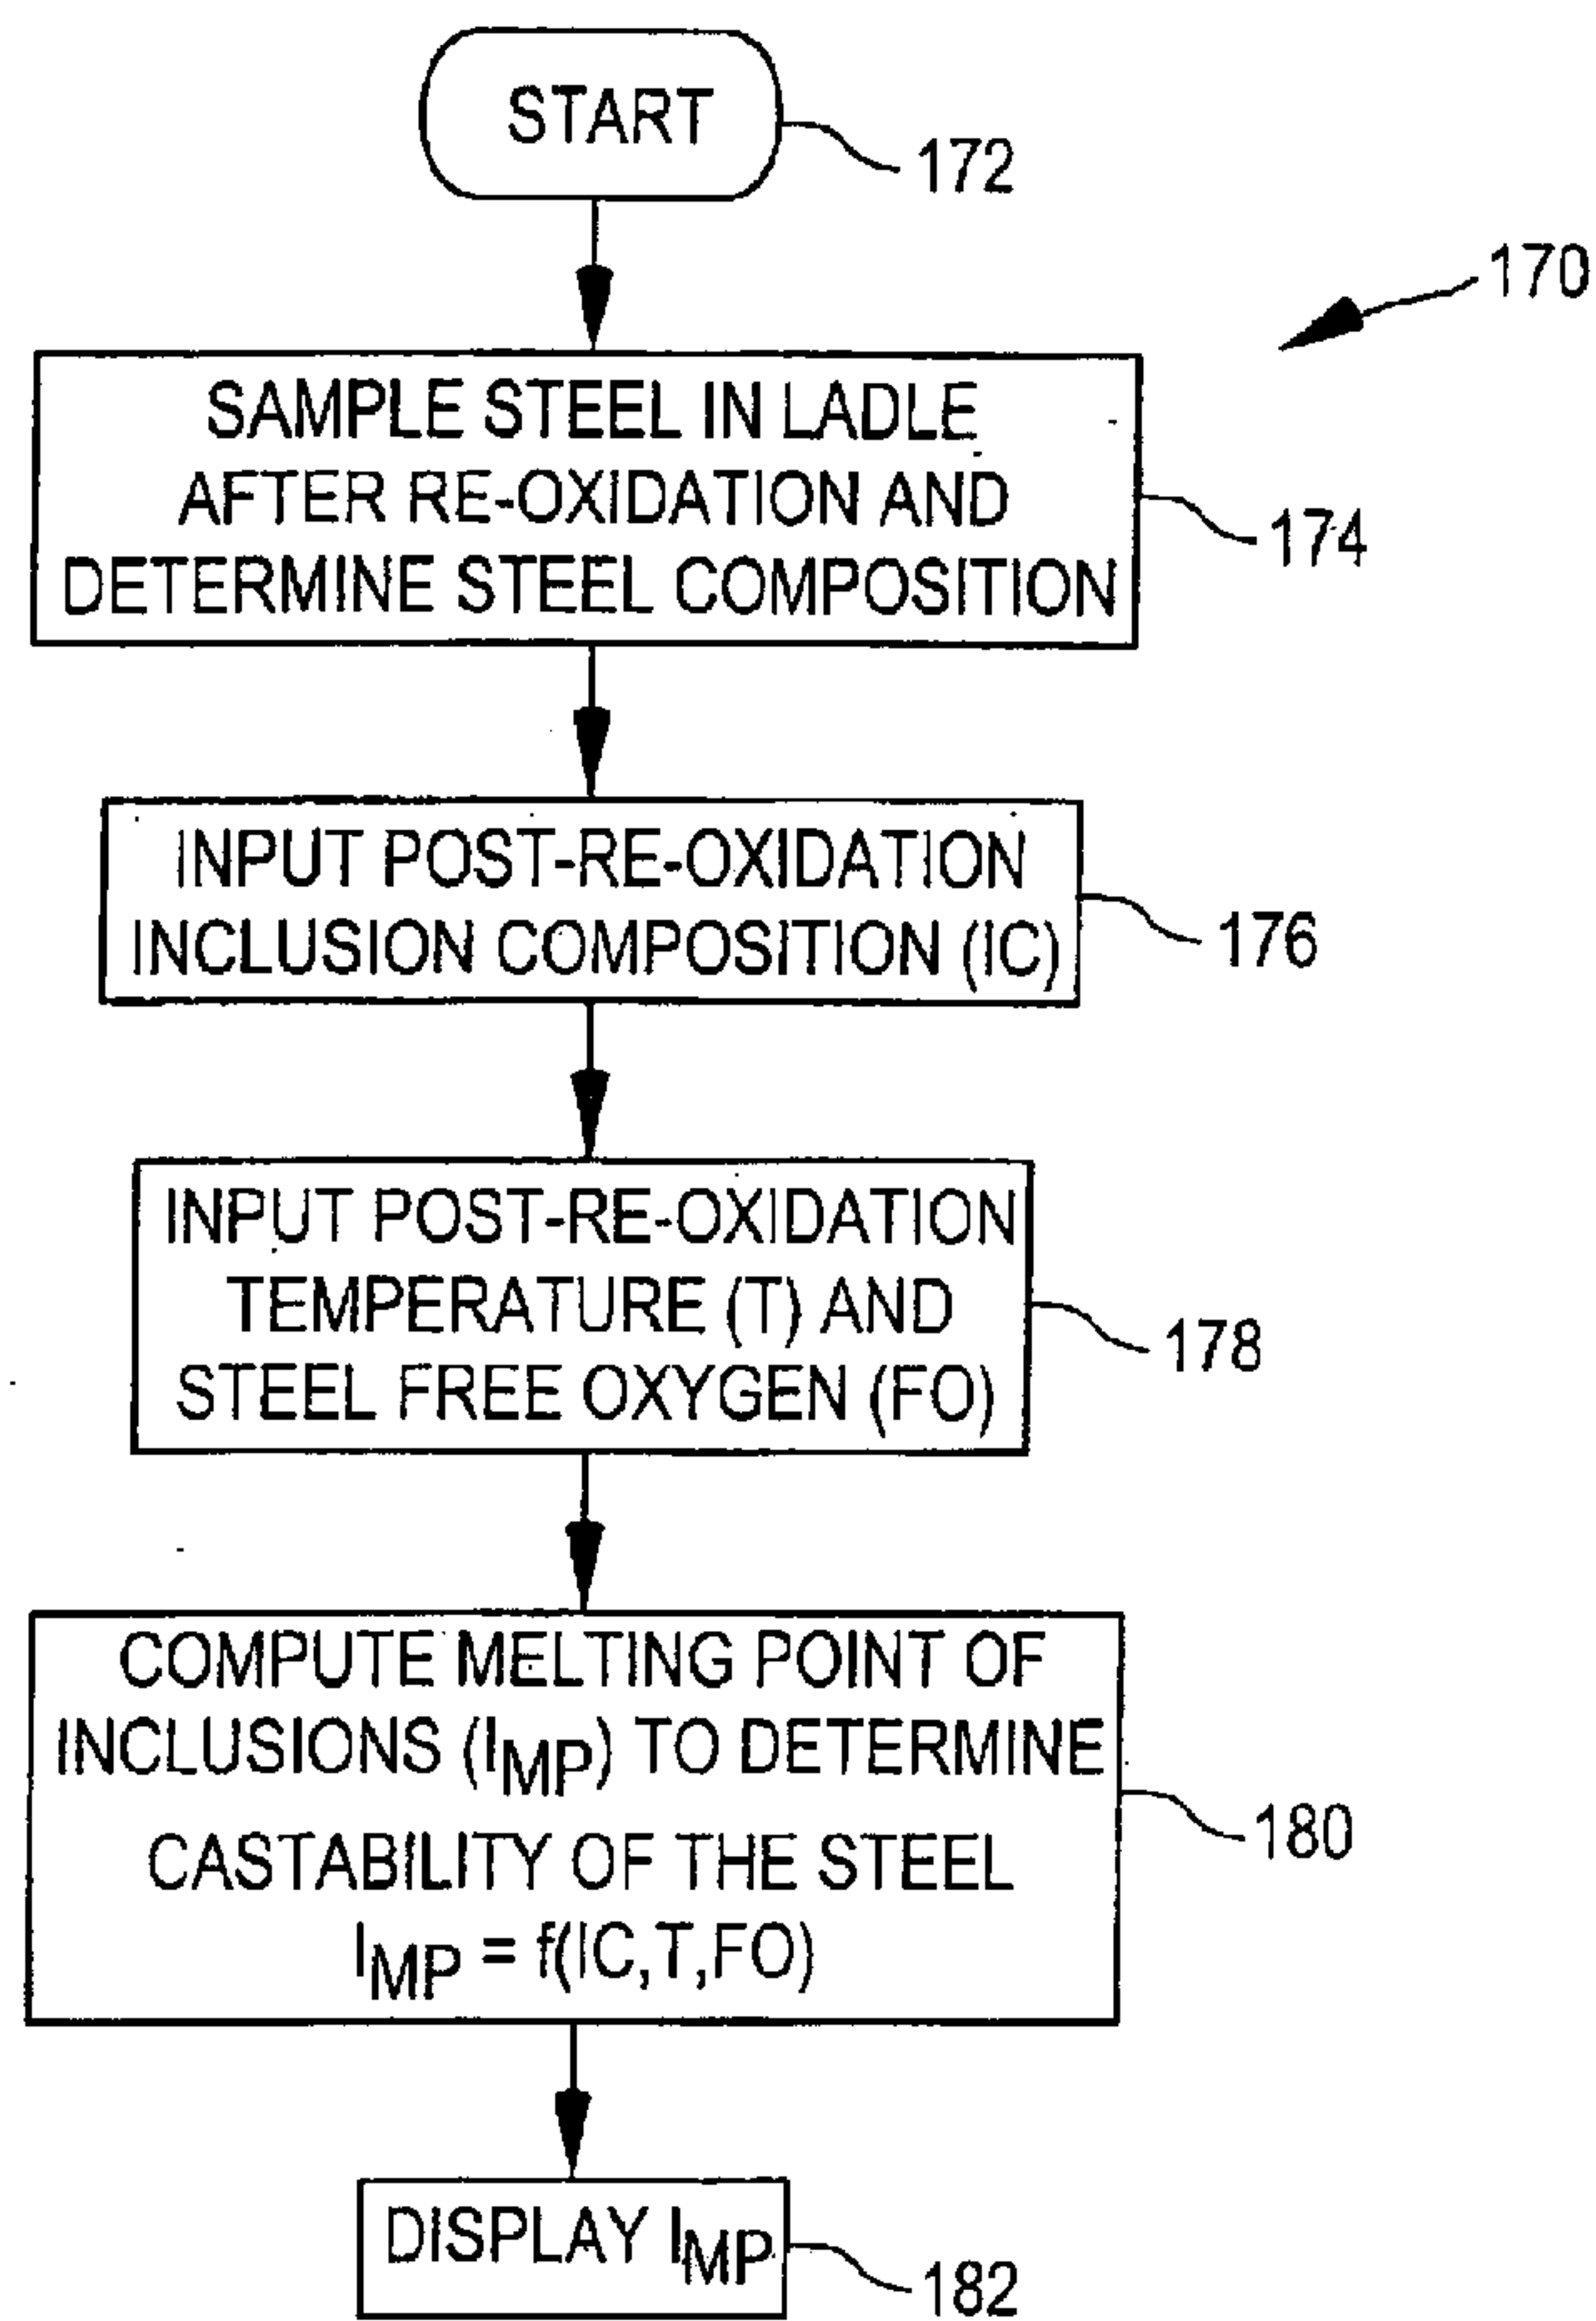 START
172
170
SAMPLE STEEL IN LADLE
AFTER RE-OXIDATION AND
DETERMINE STEEL COMPOSITION
174
INPUT POST-RE-OXIDATION
INCLUSION COMPOSITION (IC)
176
INPUT POST-RE-OXIDATION
TEMPERATURE (T) AND
STEEL FREE OXYGEN (FO)
178
COMPUTE MELTING POINT OF
INCLUSIONS (IMP) TO DETERMINE
CASTABILITY OF THE STEEL
IMP = f(IC,T,FO)
180
DISPLAY IMP
182